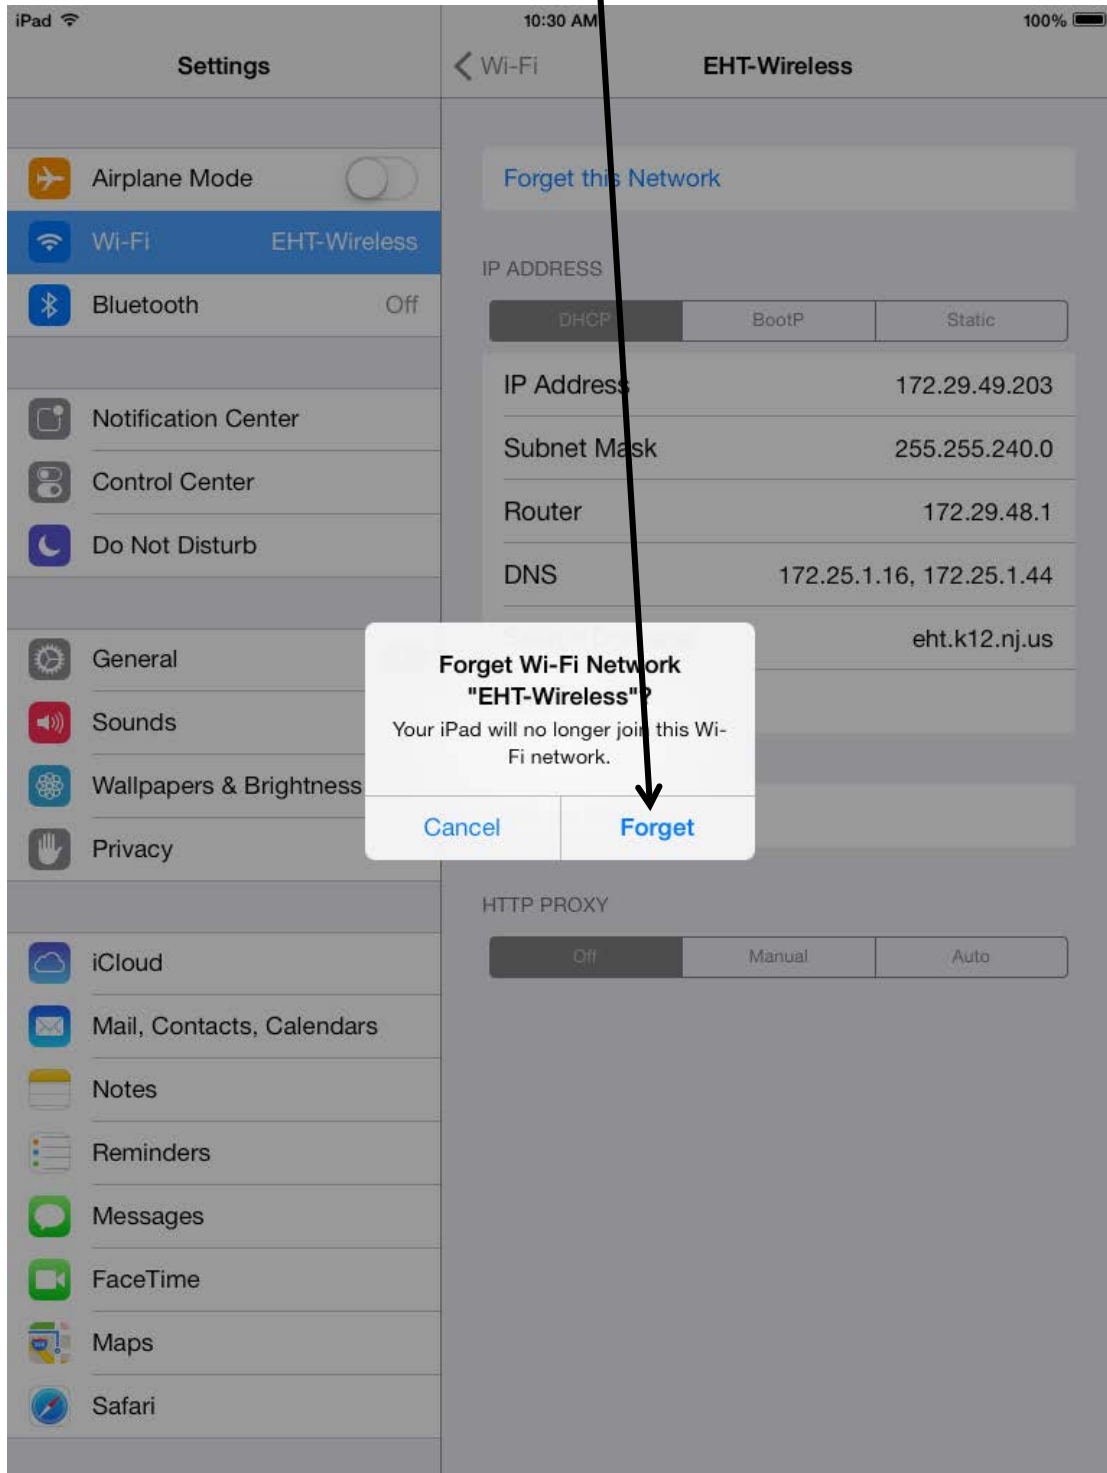 iPad 10:30 AM 100%
Settings
Wi-Fi EHT-Wireless
Airplane Mode
Wi-Fi EHT-Wireless
Bluetooth Off
Notification Center
Control Center
Do Not Disturb
General
Sounds
Wallpapers & Brightness
Privacy
iCloud
Mail, Contacts, Calendars
Notes
Reminders
Messages
FaceTime
Maps
Safari
Forget this Network
IP ADDRESS
DHCP BootP Static
IP Address 172.29.49.203
Subnet Mask 255.255.240.0
Router 172.29.48.1
DNS 172.25.1.16, 172.25.1.44
eht.k12.nj.us
Forget Wi-Fi Network
"EHT-Wireless"?
Your iPad will no longer join this Wi-
Fi network.
Cancel Forget
HTTP PROXY
Off Manual Auto